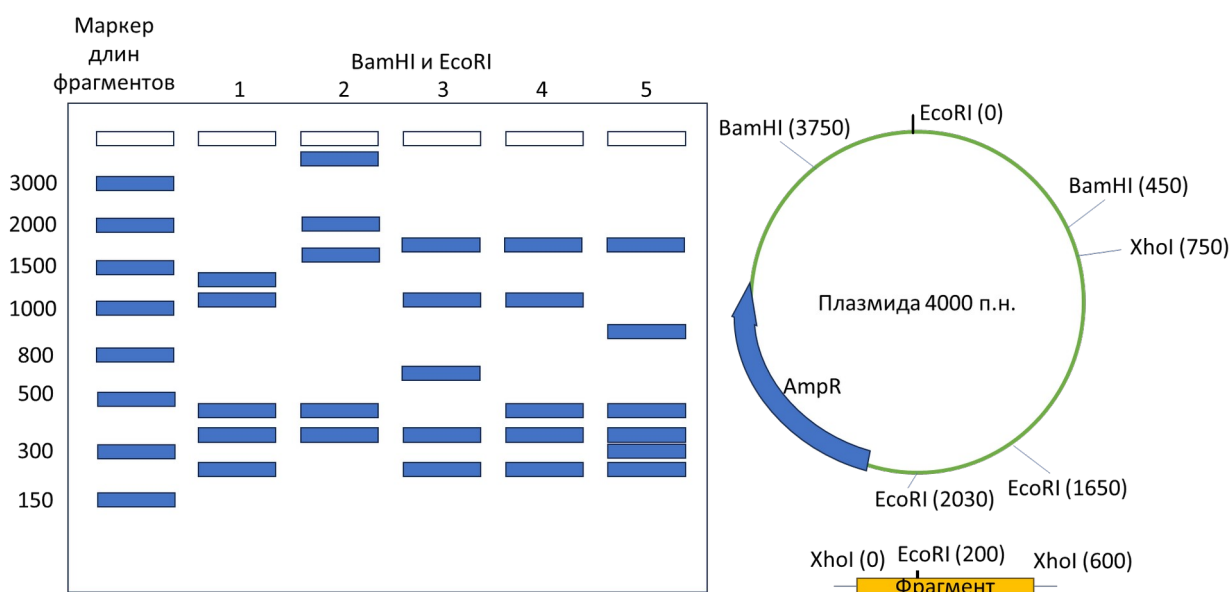 Маркер
длин
фрагментов
BamHI и EcoRI
1 2 3 4 5
3000
2000
1500
1000
800
500
300
150
EcoRI (0)
BamHI (3750)
BamHI (450)
XhoI (750)
Плазмида 4000 п.н.
AmpR
EcoRI (1650)
EcoRI (2030)
XhoI (0) EcoRI (200) XhoI (600)
Фрагмент